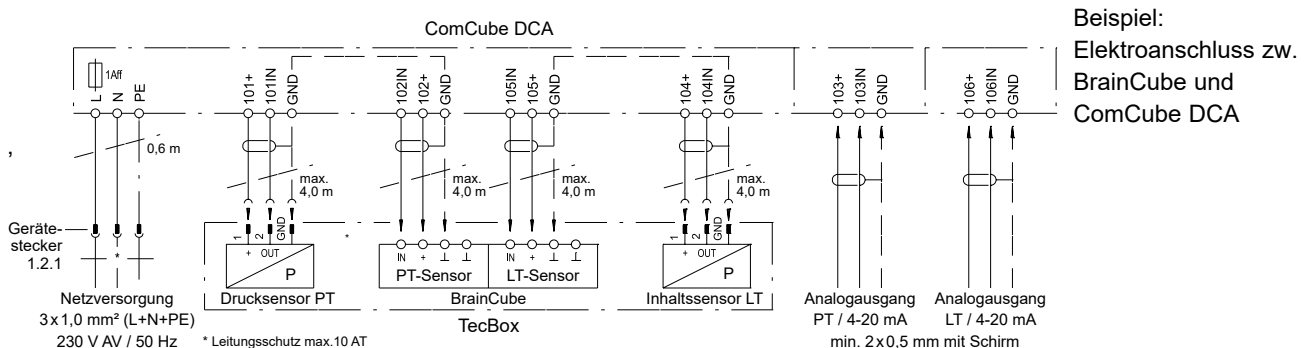 ComCube DCA
Beispiel:
Elektroanschluss zw.
BrainCube und
ComCube DCA
1Aff
L
N
PE
101+
101IN
GND
102IN
102+
GND
105IN
105+
GND
104+
104IN
GND
103+
103IN
GND
106+
106IN
GND
,
0,6 m
max.
4,0 m
max.
4,0 m
max.
4,0 m
max.
4,0 m
Geräte-
stecker
1.2.1
*
1
2
GND
+ OUT
P
*
IN + ⊥ ⊥
PT-Sensor
IN + ⊥ ⊥
LT-Sensor
1
2
GND
+ OUT
P
Netzversorgung
3 x 1,0 mm² (L+N+PE)
230 V AV / 50 Hz
Drucksensor PT
BrainCube
Inhaltssensor LT
TecBox
* Leitungsschutz max.10 AT
Analogausgang
PT / 4-20 mA
Analogausgang
LT / 4-20 mA
min. 2 x 0,5 mm mit Schirm